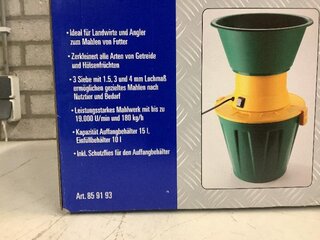 • Ideal für Landwirte und Angler
zum Mahlen von Futter
• Zerkleinert alle Arten von Getreide
und Hülsenfrüchten
• 3 Siebe mit 1.5, 3 und 4 mm Lochmaß
ermöglichen gezieltes Mahlen nach
Nutztier und Bedarf
• Leistungsstarkes Mahlwerk mit bis zu
19.000 U/min und 180 kg/h
• Kapazität Auffangbehälter 15 l,
Einfüllbehälter 10 l
• Inkl. Schutzflies für den Auffangbehälter
Art. 85 91 93